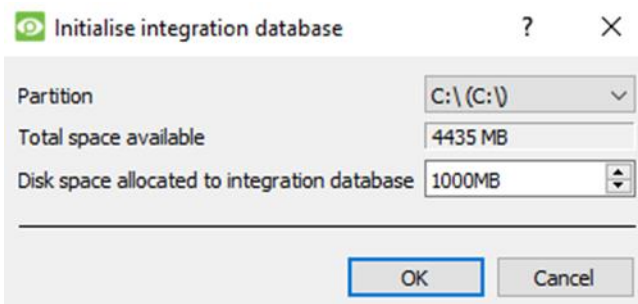 Initialise integration database ? ×
Partition C:\ (C:\)
Total space available 4435 MB
Disk space allocated to integration database 1000MB
OK Cancel